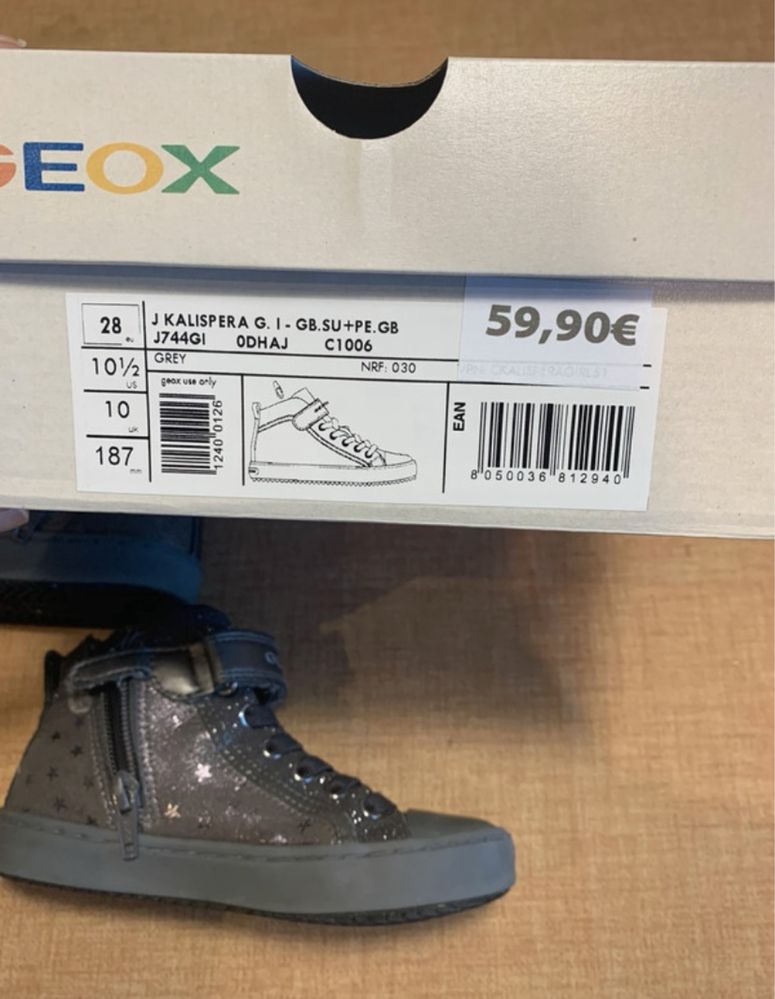 GEOX
28 eu
J KALISPERA G. I - GB.SU+PE.GB
J744GI 0DHAJ C1006
59,90€
10½ US
GREY
NRF: 030
10 UK
geox use only
1240 0126
187 mm
EAN
8 050036 812940